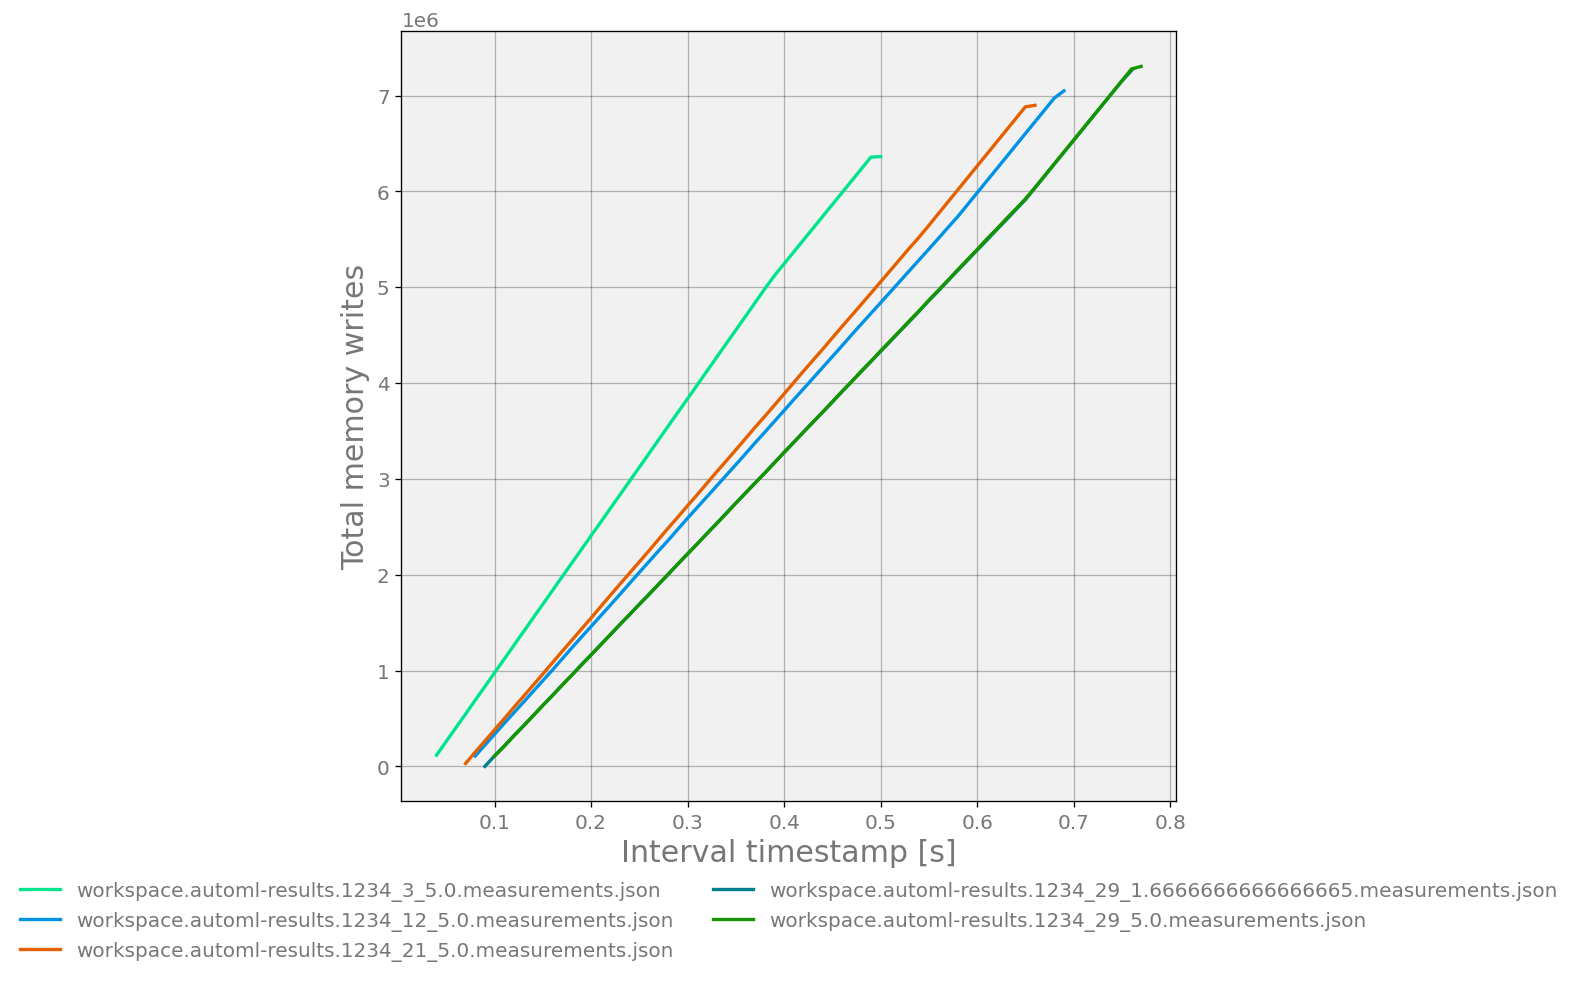 1e6
Total memory writes
7
6
5
4
3
2
1
0
0.1 0.2 0.3 0.4 0.5 0.6 0.7 0.8
Interval timestamp [s]
workspace.automl-results.1234_3_5.0.measurements.json
workspace.automl-results.1234_12_5.0.measurements.json
workspace.automl-results.1234_21_5.0.measurements.json
workspace.automl-results.1234_29_1.6666666666666665.measurements.json
workspace.automl-results.1234_29_5.0.measurements.json